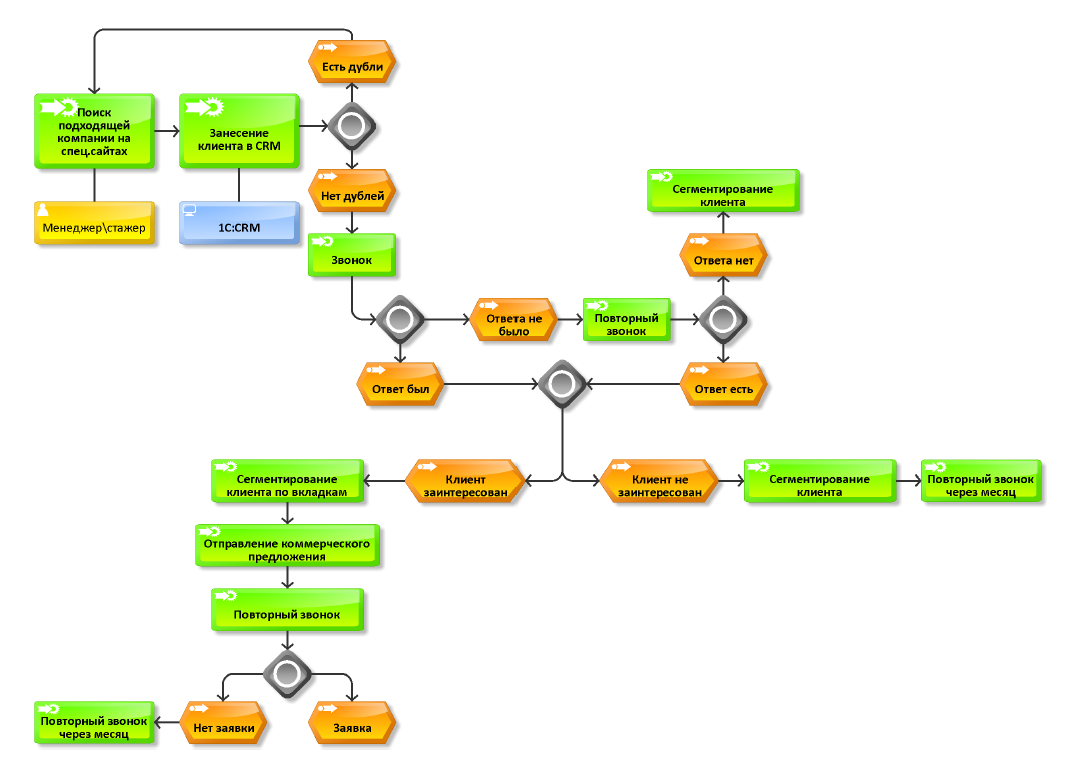 Есть дубли
Поиск
подходящей
компании на
спец.сайтах
Занесение
клиента в CRM
Нет дублей
Менеджер\стажер
1С:CRM
Сегментирование
клиента
Звонок
Ответа нет
Ответа не
было
Повторный
звонок
Ответ был
Ответ есть
Сегментирование
клиента по вкладкам
Клиент
заинтересован
Клиент не
заинтересован
Сегментирование
клиента
Повторный звонок
через месяц
Отправление коммерческого
предложения
Повторный звонок
Повторный звонок
через месяц
Нет заявки
Заявка